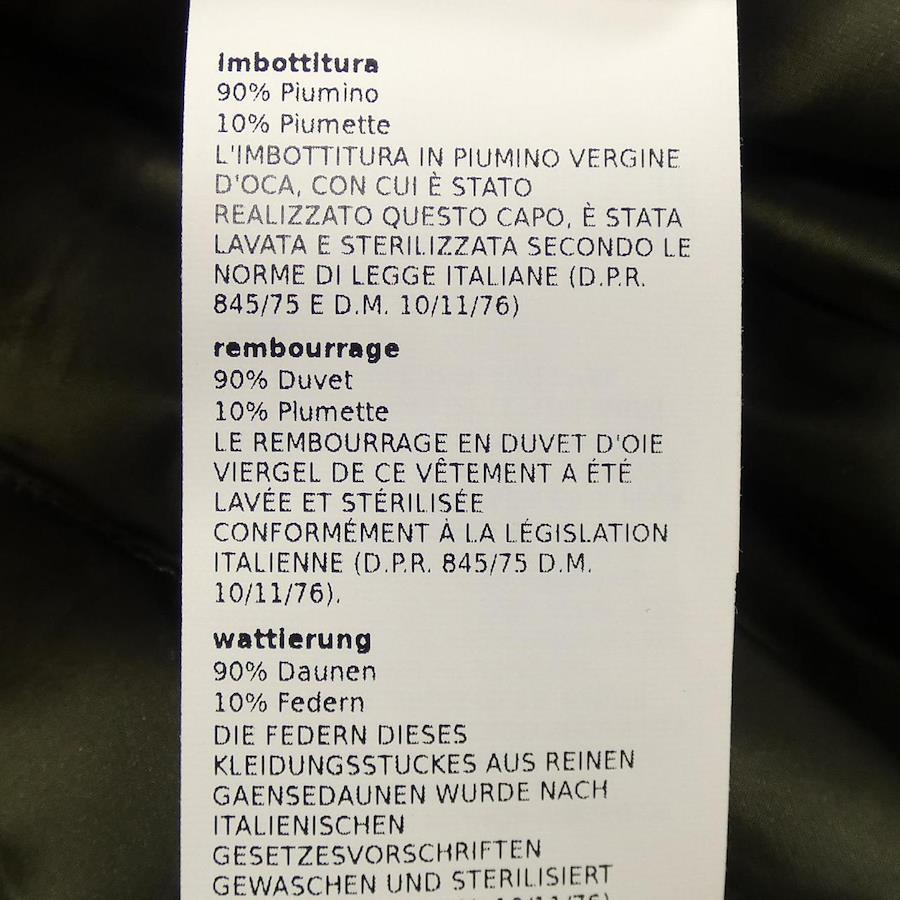 imbottitura
90% Piumino
10% Piumette
L'IMBOTTITURA IN PIUMINO VERGINE
D'OCA, CON CUI È STATO
REALIZZATO QUESTO CAPO, È STATA
LAVATA E STERILIZZATA SECONDO LE
NORME DI LEGGE ITALIANE (D.P.R.
845/75 E D.M. 10/11/76)
rembourrage
90% Duvet
10% Plumette
LE REMBOURRAGE EN DUVET D'OIE
VIERGEL DE CE VÊTEMENT A ÉTÉ
LAVÉE ET STÉRILISÉE
CONFORMÉMENT À LA LÉGISLATION
ITALIENNE (D.P.R. 845/75 D.M.
10/11/76).
wattierung
90% Daunen
10% Federn
DIE FEDERN DIESES
KLEIDUNGSSTUCKES AUS REINEN
GAENSEDAUNEN WURDE NACH
ITALIENISCHEN
GESETZESVORSCHRIFTEN
GEWASCHEN UND STERILISIERT